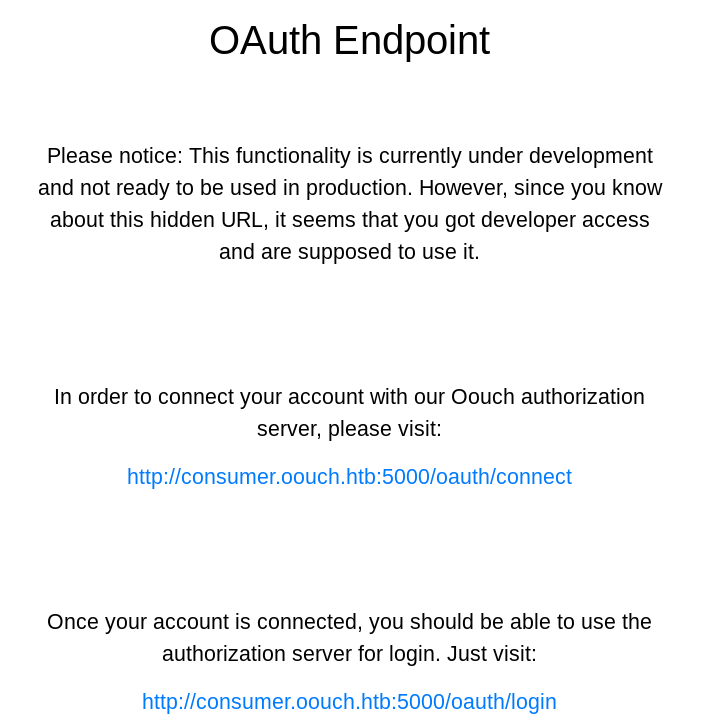 OAuth Endpoint
Please notice: This functionality is currently under development
and not ready to be used in production. However, since you know
about this hidden URL, it seems that you got developer access
and are supposed to use it.
In order to connect your account with our Oouch authorization
server, please visit:
http://consumer.oouch.htb:5000/oauth/connect
Once your account is connected, you should be able to use the
authorization server for login. Just visit:
http://consumer.oouch.htb:5000/oauth/login